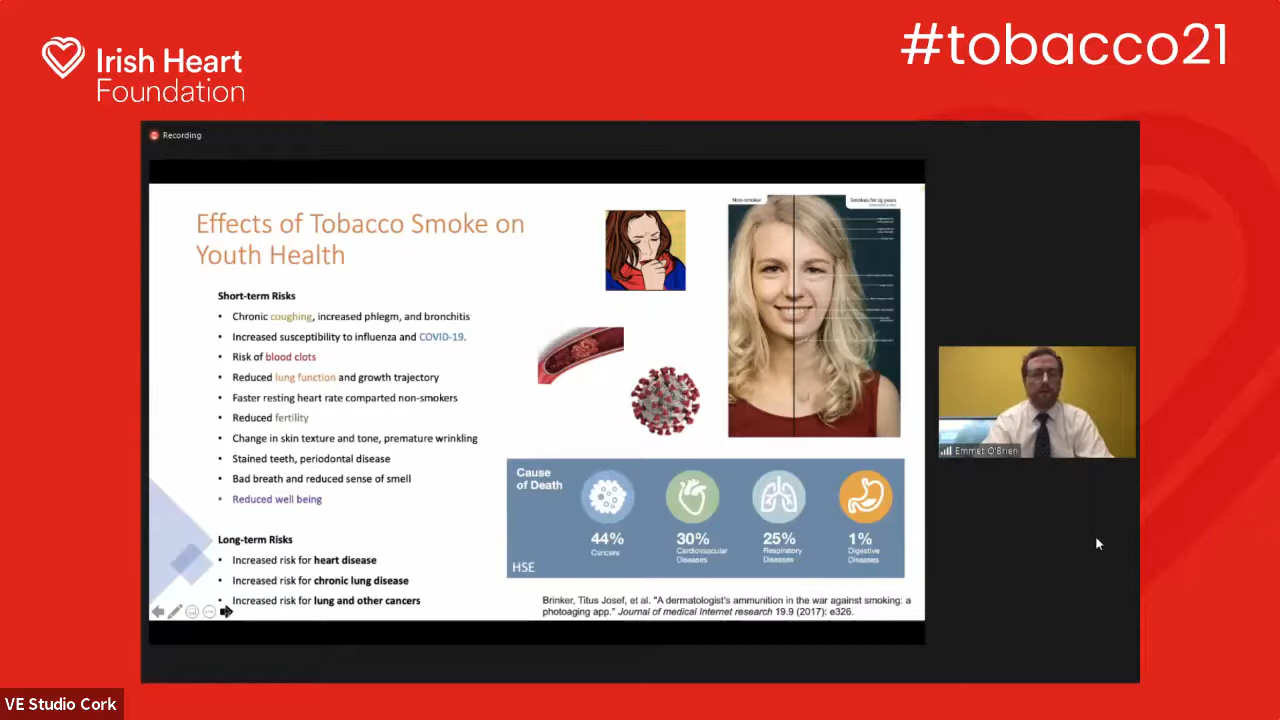 Irish Heart
Foundation
#tobacco21
Recording
Effects of Tobacco Smoke on
Youth Health
Short-term Risks
• Chronic coughing, increased phlegm, and bronchitis
• Increased susceptibility to influenza and COVID-19.
• Risk of blood clots
• Reduced lung function and growth trajectory
• Faster resting heart rate comparted non-smokers
• Reduced fertility
• Change in skin texture and tone, premature wrinkling
• Stained teeth, periodontal disease
• Bad breath and reduced sense of smell
• Reduced well being
Long-term Risks
• Increased risk for heart disease
• Increased risk for chronic lung disease
• Increased risk for lung and other cancers
Non-smoker
Smokes for 15 years
Cause
of Death
44%
Cancers
30%
Cardiovascular
Diseases
25%
Respiratory
Diseases
1%
Digestive
Diseases
HSE
Brinker, Titus Josef, et al. "A dermatologist's ammunition in the war against smoking: a
photoaging app." Journal of medical Internet research 19.9 (2017): e326.
Emmet O'Brien
VE Studio Cork